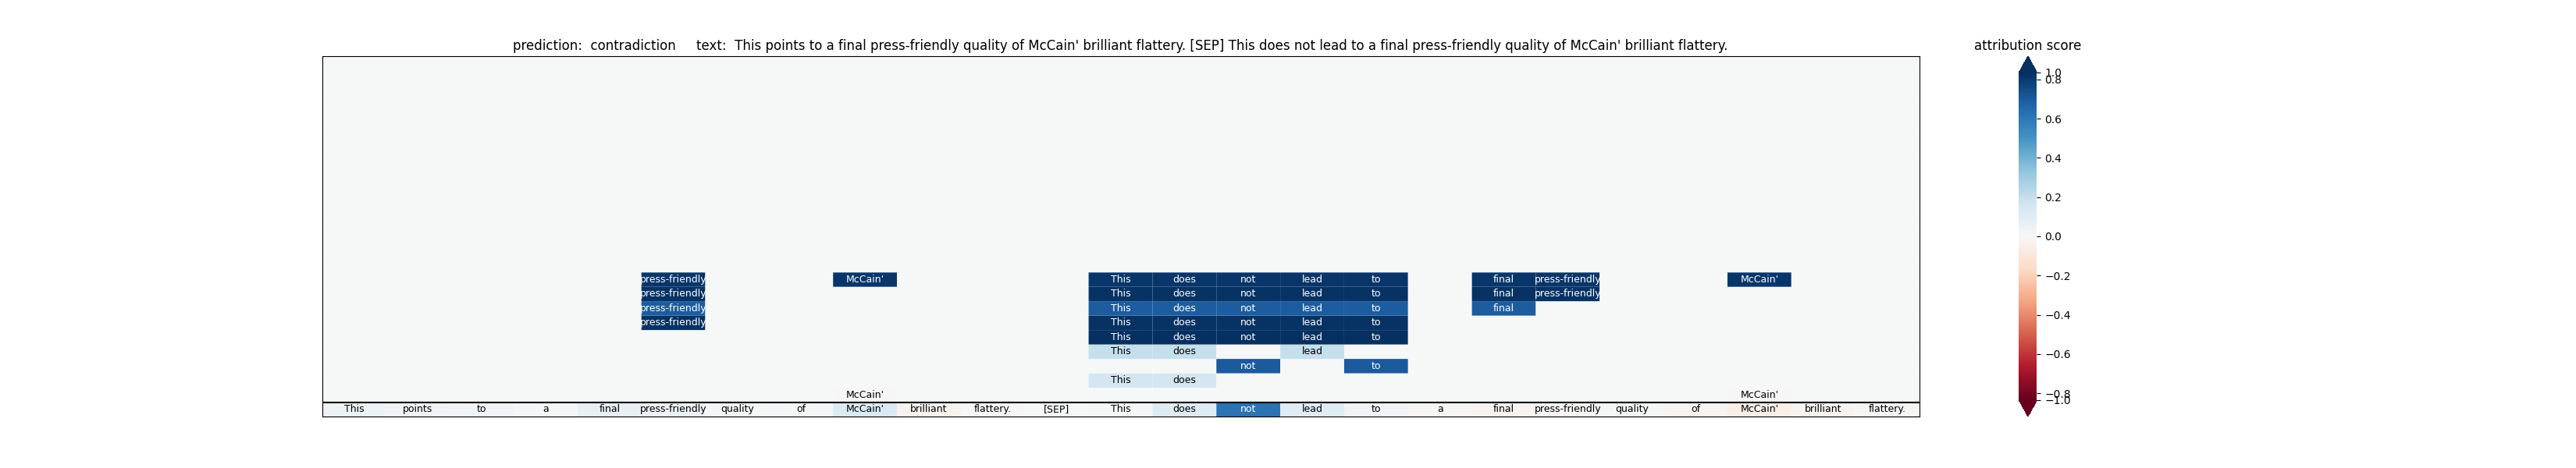 prediction: contradiction text: This points to a final press-friendly quality of McCain' brilliant flattery. [SEP] This does not lead to a final press-friendly quality of McCain' brilliant flattery.
attribution score
1.0
0.8
0.6
0.4
0.2
0.0
−0.2
−0.4
−0.6
−0.8
−1.0
press-friendly McCain' This does not lead to final press-friendly McCain'
press-friendly This does not lead to final press-friendly
press-friendly This does not lead to final
press-friendly This does not lead to
This does not lead to
This does lead
not to
This does
McCain' McCain'
This points to a final press-friendly quality of McCain' brilliant flattery. [SEP] This does not lead to a final press-friendly quality of McCain' brilliant flattery.